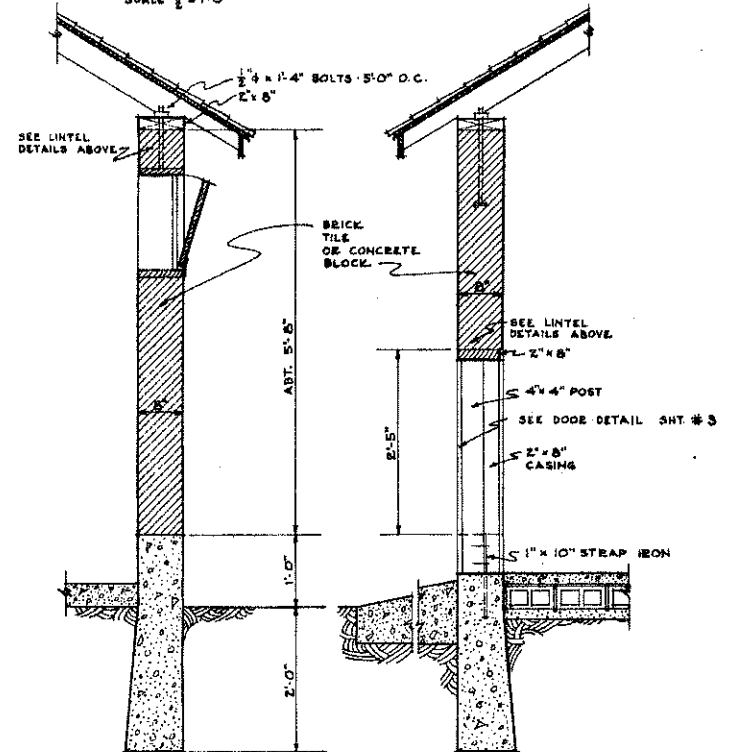 SCALE ½"=1'-0"
½"ɸ x 1'-4" BOLTS - 5'-0" O.C.
2" x 8"
SEE LINTEL
DETAILS ABOVE
BRICK
TILE
OR CONCRETE
BLOCK
8"
8"
ABT. 5'-8"
SEE LINTEL
DETAILS ABOVE
2" x 8"
4" x 4" POST
SEE DOOR DETAIL SHT. # 3
2'-5"
2" x 8"
CASING
1" x 10" STRAP IRON
1'-0"
2'-0"